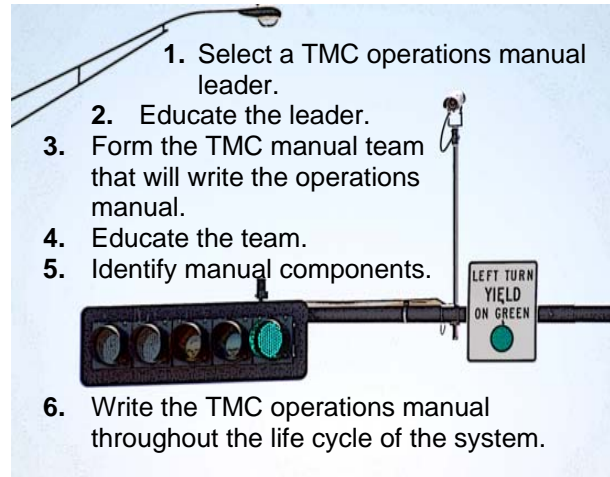 1. Select a TMC operations manual
leader.
2. Educate the leader.
3. Form the TMC manual team
that will write the operations
manual.
4. Educate the team.
5. Identify manual components.
LEFT TURN
YIELD
ON GREEN
6. Write the TMC operations manual
throughout the life cycle of the system.